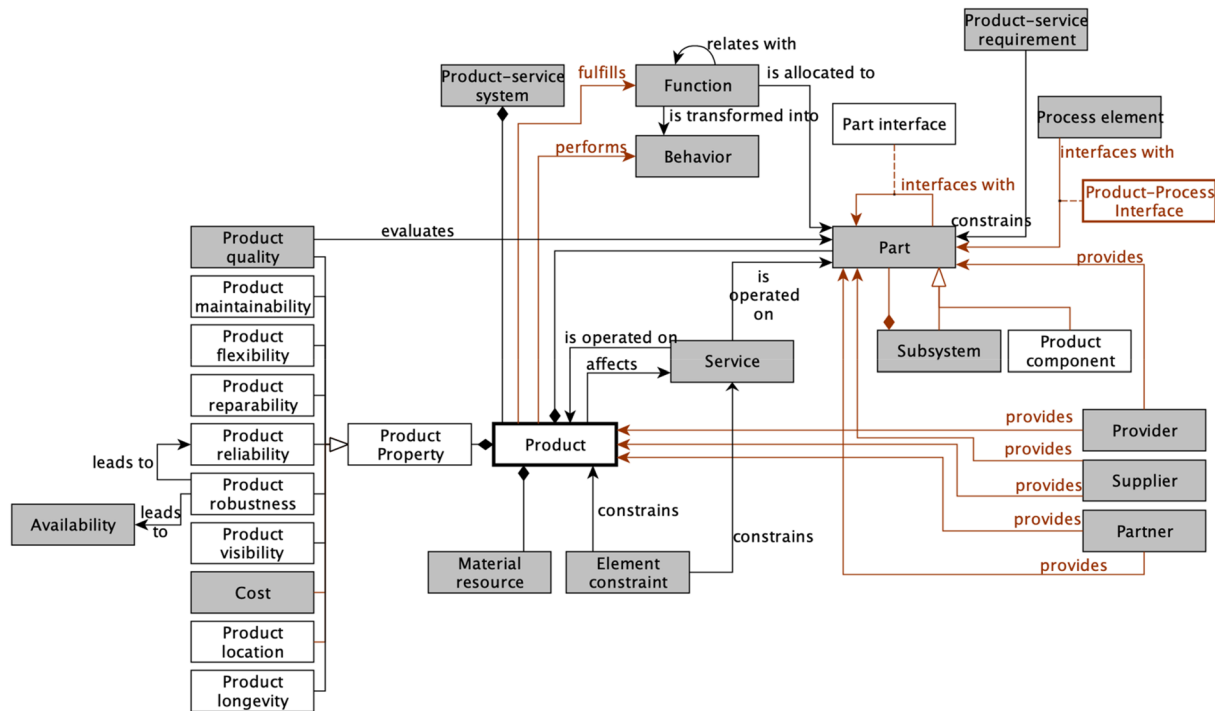 Product-service
requirement
relates with
fulfills
Product-service
system
Function
is allocated to
is transformed into
Part interface
Process element
performs
Behavior
interfaces with
interfaces with
Product-Process
Interface
constrains
Product
quality
evaluates
Part
provides
is
operated
on
Product
maintainability
Product
flexibility
is operated on
affects
Service
Subsystem
Product
component
Product
reparability
Product
reliability
Product
Property
Product
provides
Provider
leads to
provides
Supplier
provides
Product
robustness
leads
to
Availability
constrains
provides
Partner
Product
visibility
constrains
provides
Material
resource
Element
constraint
Cost
Product
location
Product
longevity